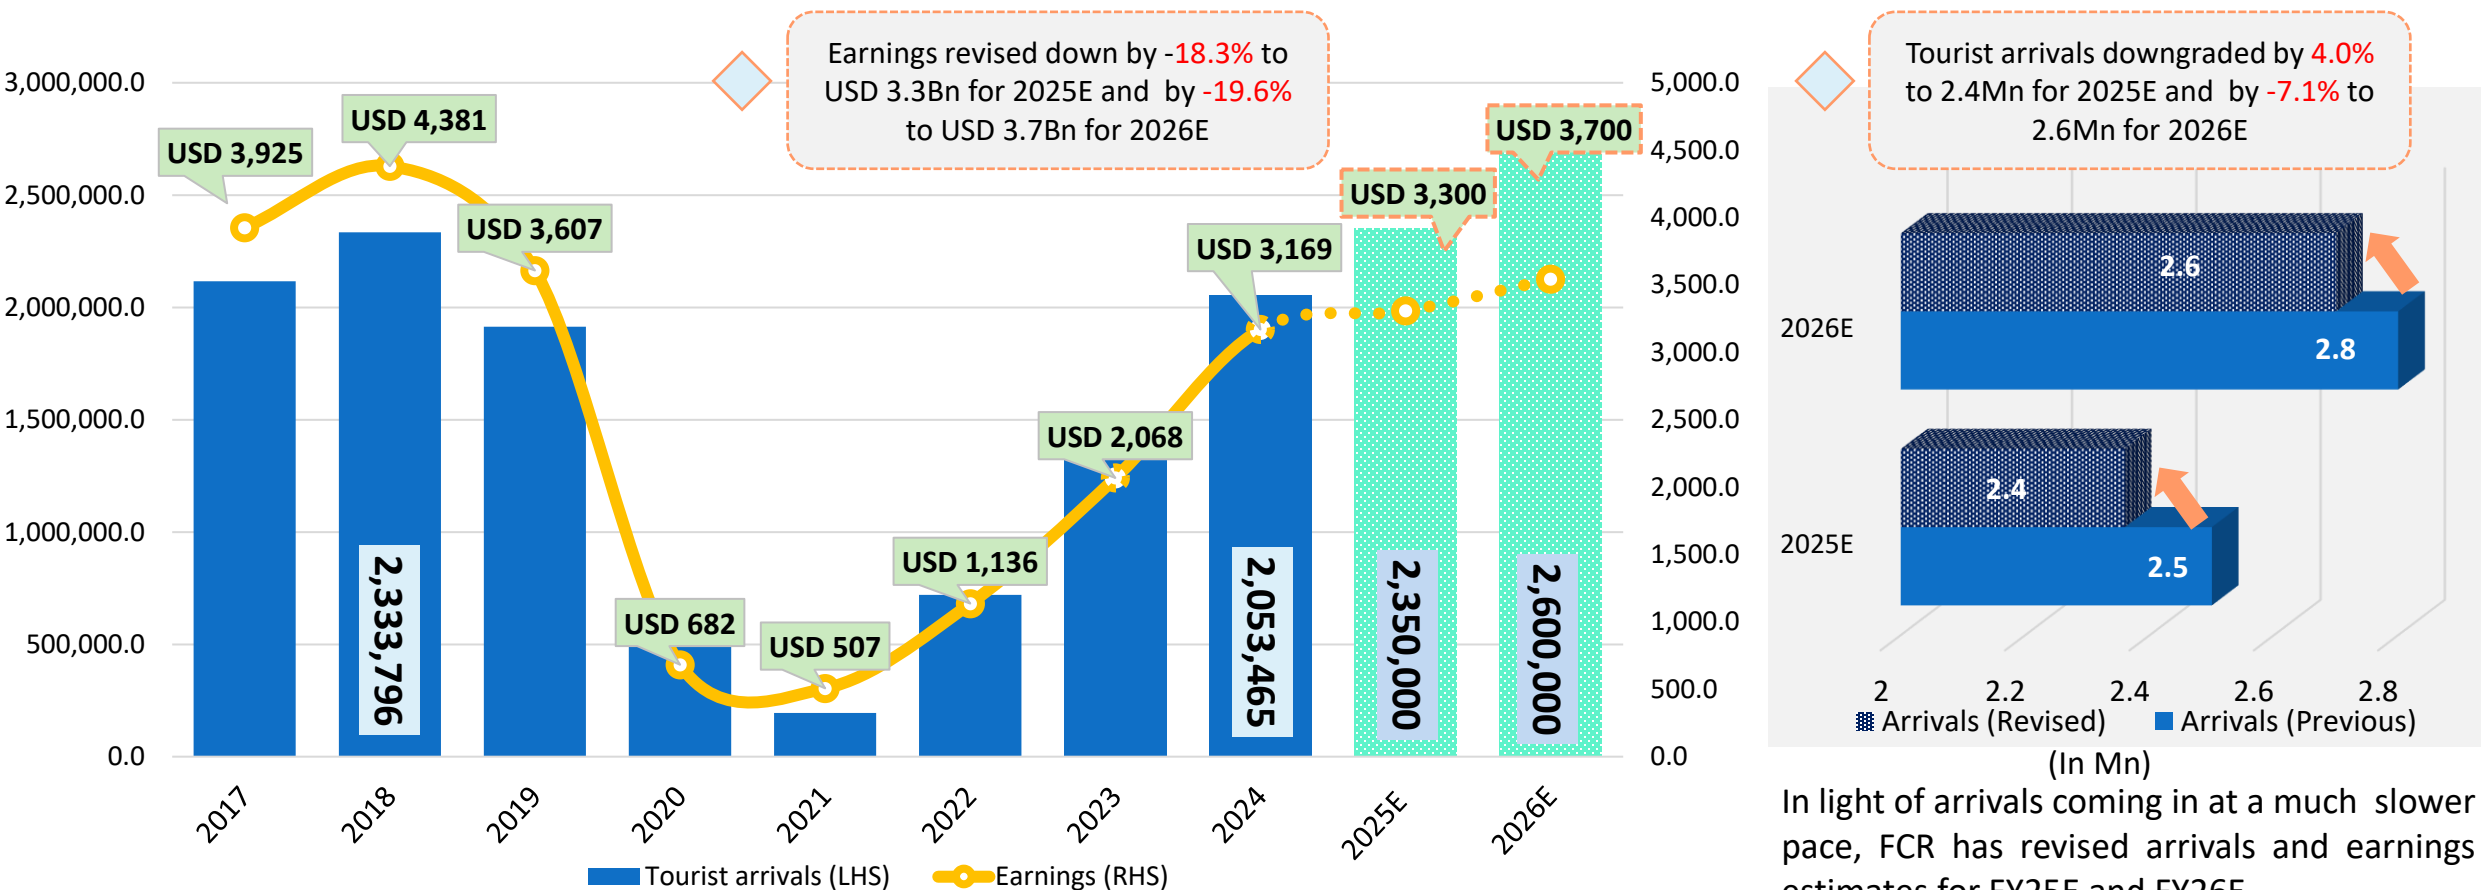 Earnings revised down by -18.3% to
USD 3.3Bn for 2025E and by -19.6%
to USD 3.7Bn for 2026E
3,000,000.0
2,500,000.0
2,000,000.0
1,500,000.0
1,000,000.0
500,000.0
0.0
USD 3,925
USD 4,381
USD 3,607
USD 682
USD 507
USD 1,136
USD 2,068
USD 3,169
USD 3,300
USD 3,700
2,333,796
2,053,465
2,350,000
2,600,000
5,000.0
4,500.0
4,000.0
3,500.0
3,000.0
2,500.0
2,000.0
1,500.0
1,000.0
500.0
0.0
2017
2018
2019
2020
2021
2022
2023
2024
2025E
2026E
Tourist arrivals (LHS)
Earnings (RHS)
Tourist arrivals downgraded by 4.0%
to 2.4Mn for 2025E and by -7.1% to
2.6Mn for 2026E
2026E
2.6
2.8
2025E
2.4
2.5
2
2.2
2.4
2.6
2.8
Arrivals (Revised)
Arrivals (Previous)
(In Mn)
In light of arrivals coming in at a much slower
pace, FCR has revised arrivals and earnings
estimates for FY25E and FY26E